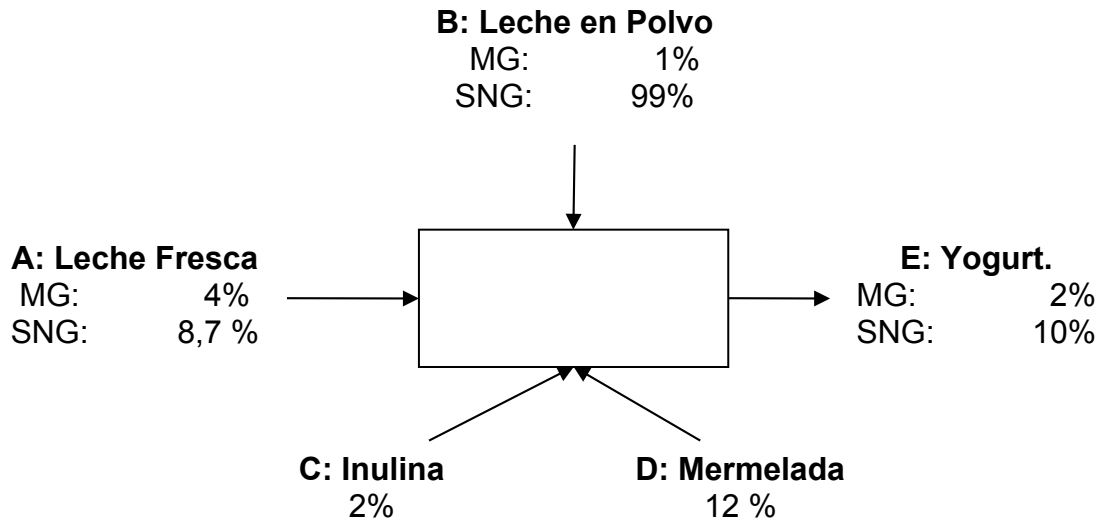 B: Leche en Polvo
MG: 1%
SNG: 99%
A: Leche Fresca
MG: 4%
SNG: 8,7 %
E: Yogurt.
MG: 2%
SNG: 10%
C: Inulina
2%
D: Mermelada
12 %